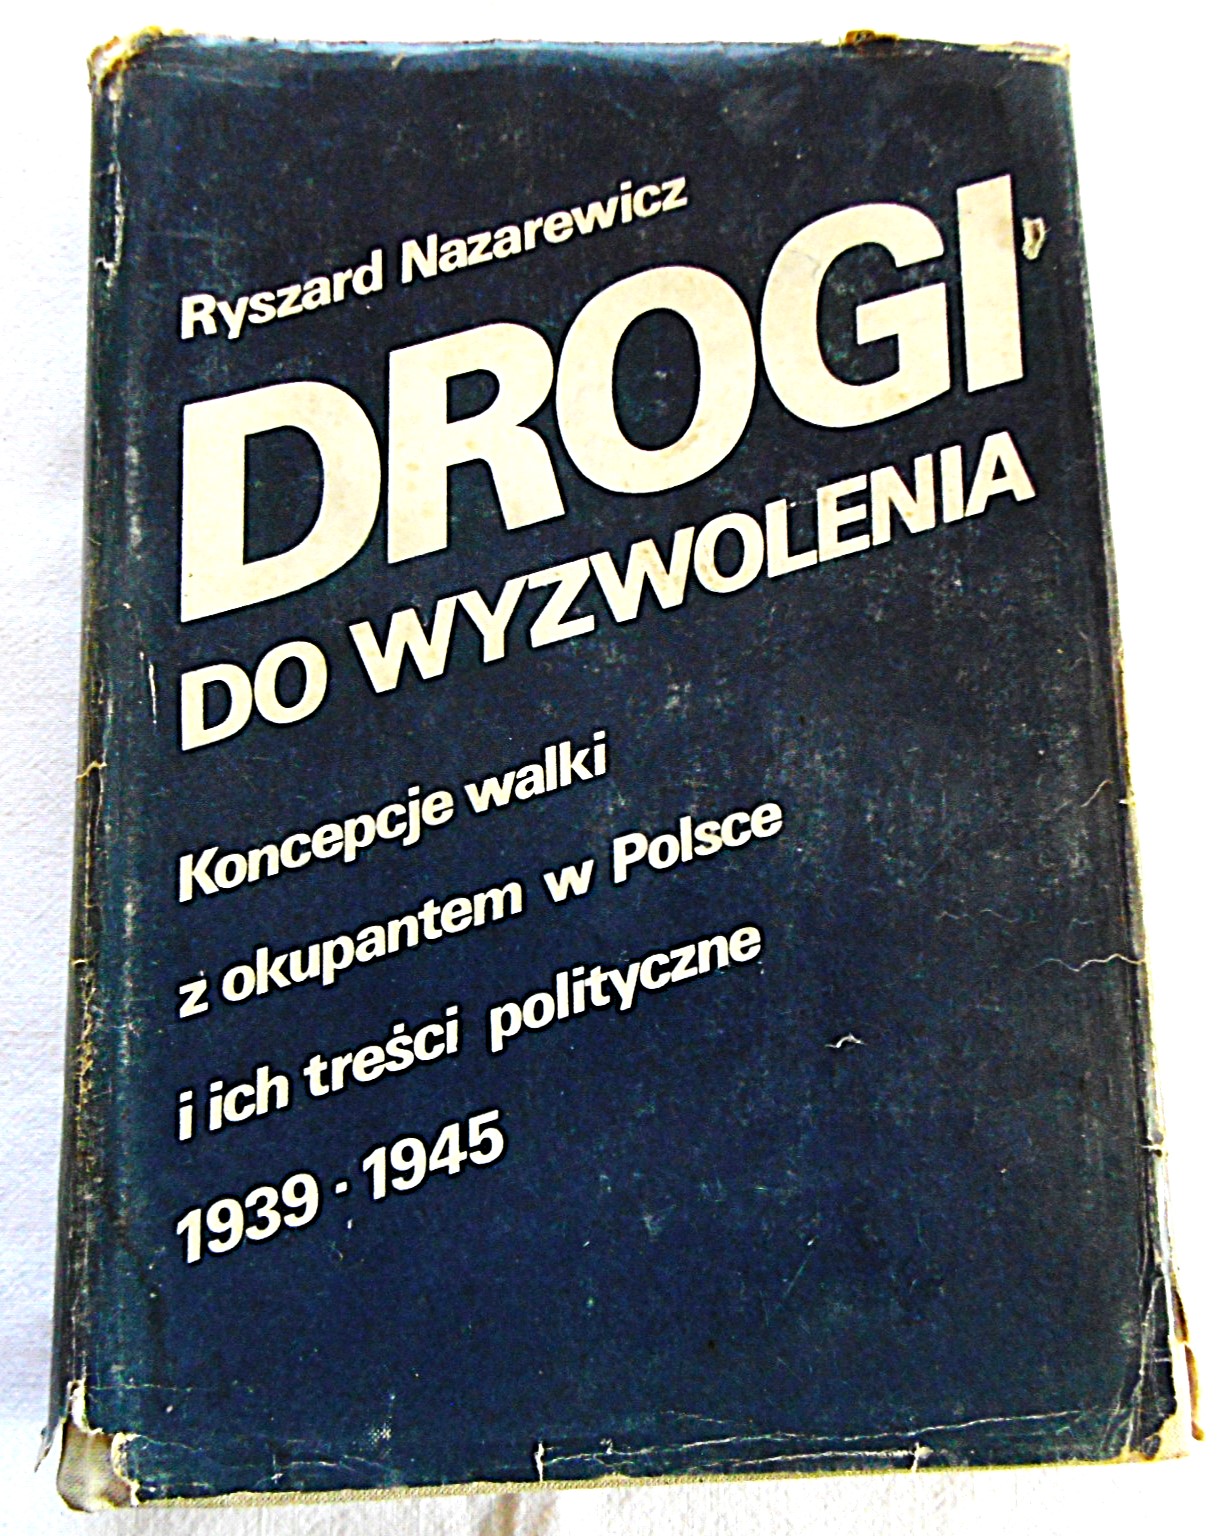 Ryszard Nazarewicz
DROGI
DO WYZWOLENIA
Koncepcje walki
z okupantem w Polsce
i ich treści polityczne
1939 · 1945